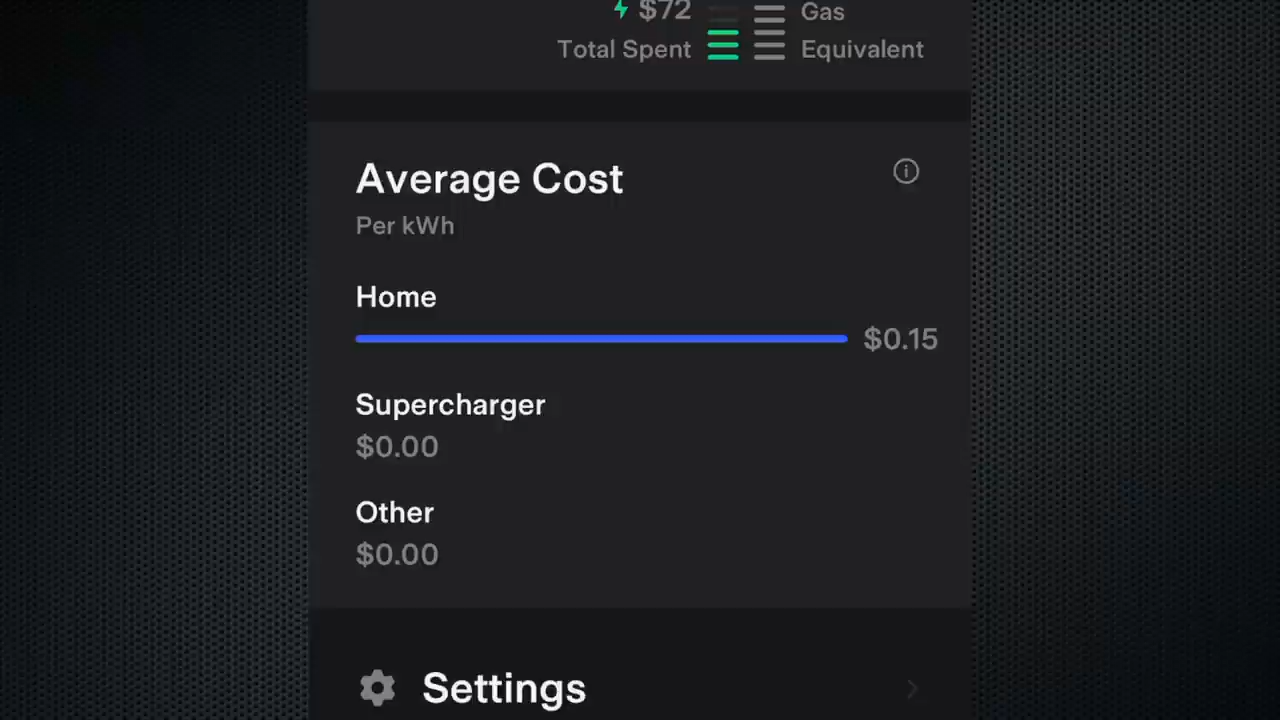 $72
Gas
Total Spent
Equivalent
Average Cost
Per kWh
Home
$0.15
Supercharger
$0.00
Other
$0.00
Settings